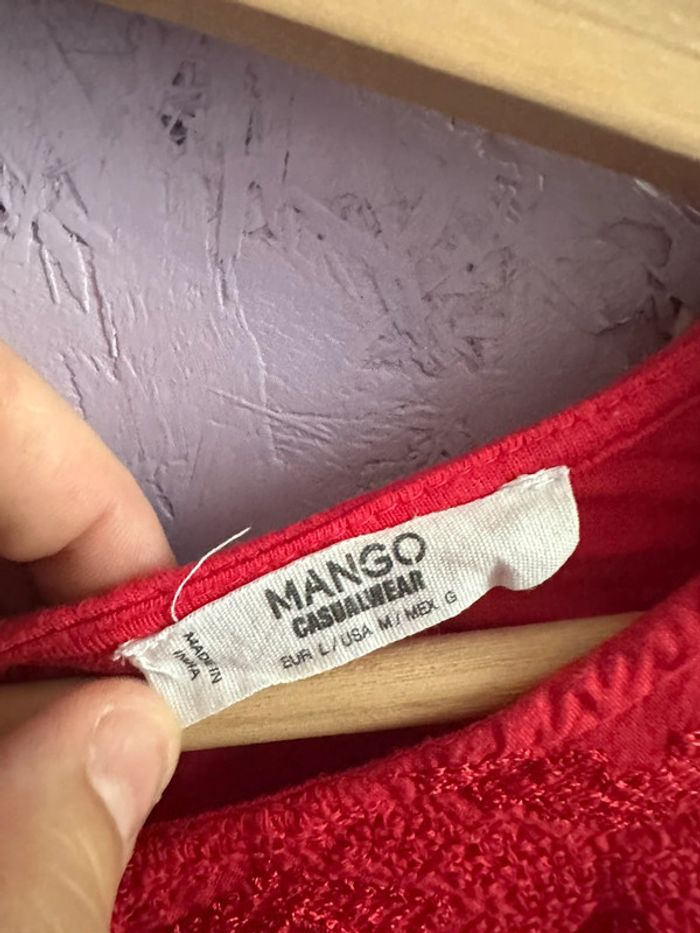 MANGO
CASUALWEAR
EUR L / USA M / MEX G
MADE IN
INDIA